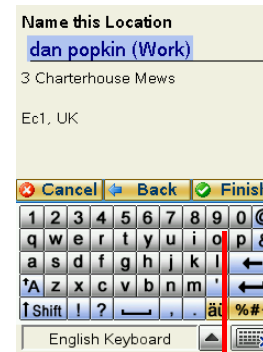 Name this Location
dan popkin (Work)
3 Charterhouse Mews
Ec1, UK
Cancel Back Finish
1 2 3 4 5 6 7 8 9 0 @
q w e r t y u i o p &
a s d f g h j k l
*A z x c v b n m '
Shift ! ? , . äü %#
English Keyboard